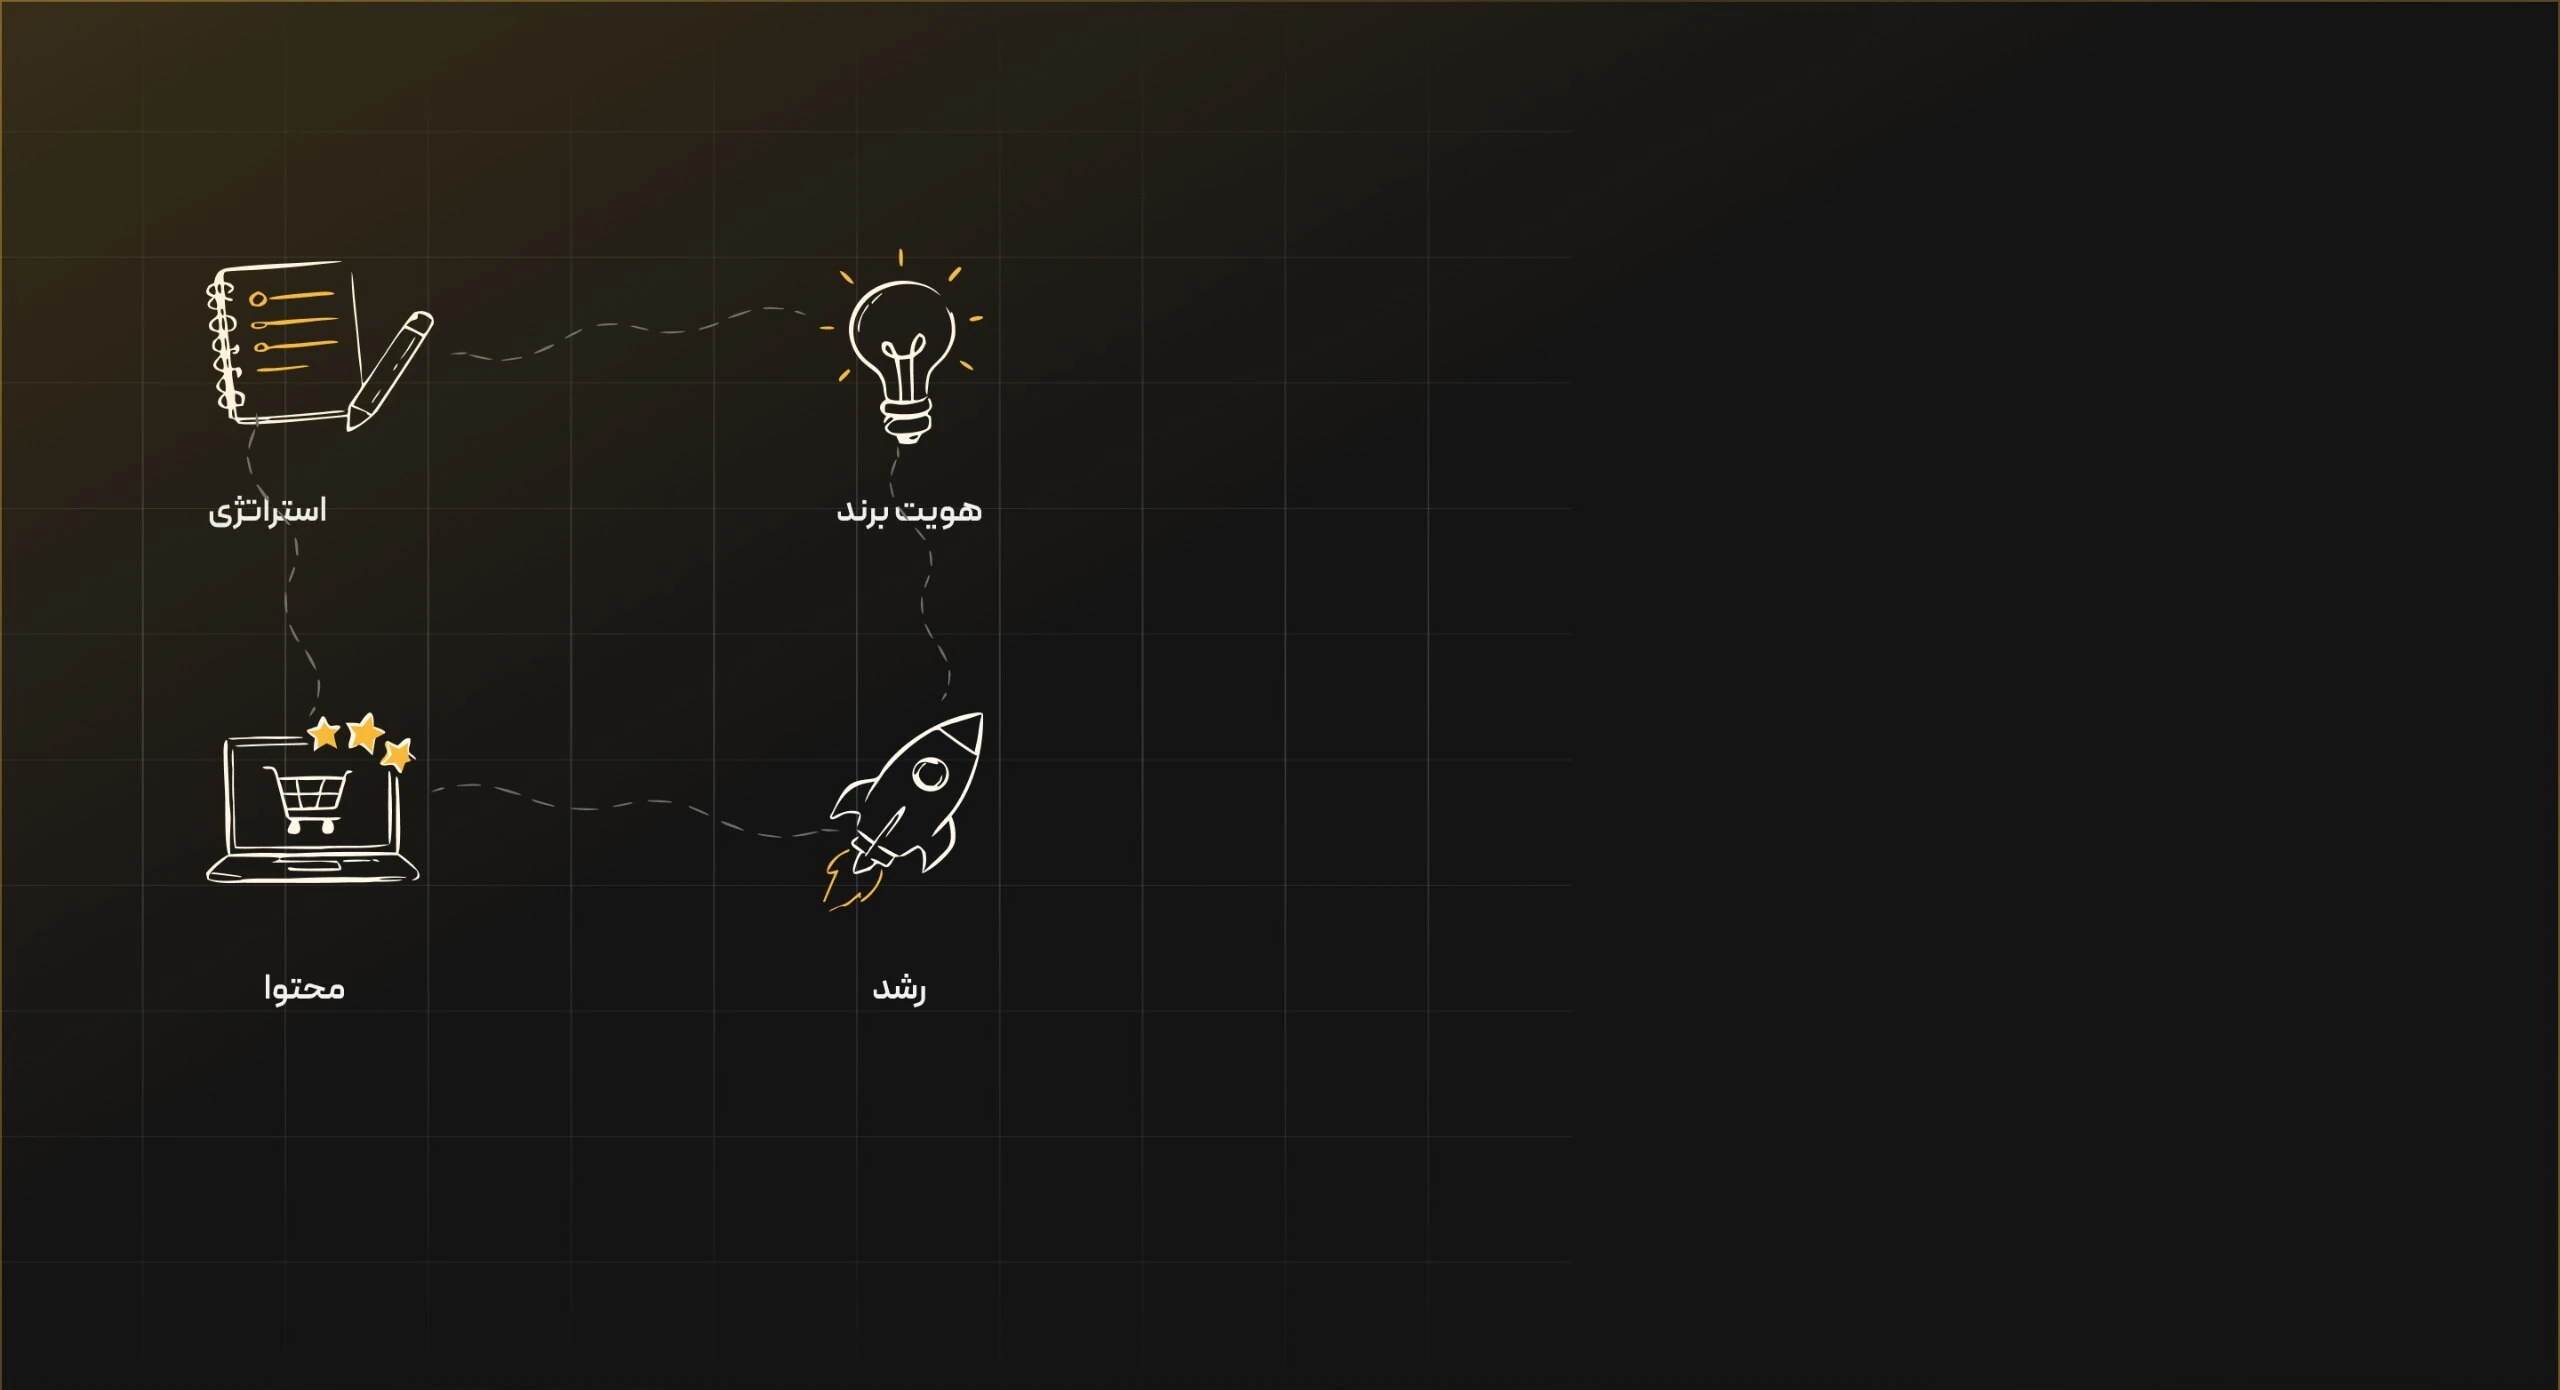 هویت برند
استراتژی
رشد
محتوا